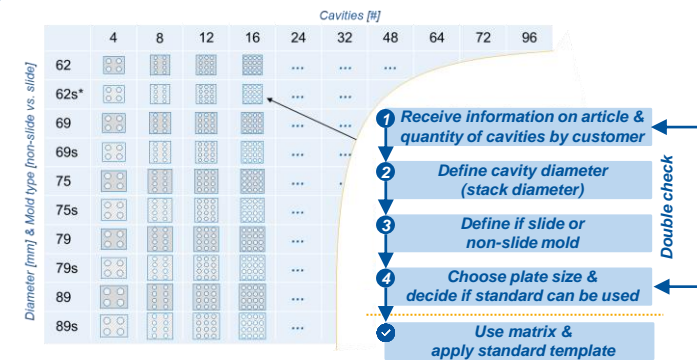 Cavities [#]
4 8 12 16 24 32 48 64 72 96
Diameter [mm] & Mold type [non-slide vs. slide]
62 ... ... ...
62s* ... ...
69 ... ...
69s ... ...
75 ...
75s ...
79 ...
79s ...
89 ...
89s ...
1 Receive information on article &
quantity of cavities by customer
2 Define cavity diameter
(stack diameter)
3 Define if slide or
non-slide mold
4 Choose plate size &
decide if standard can be used
Use matrix &
apply standard template
Double check